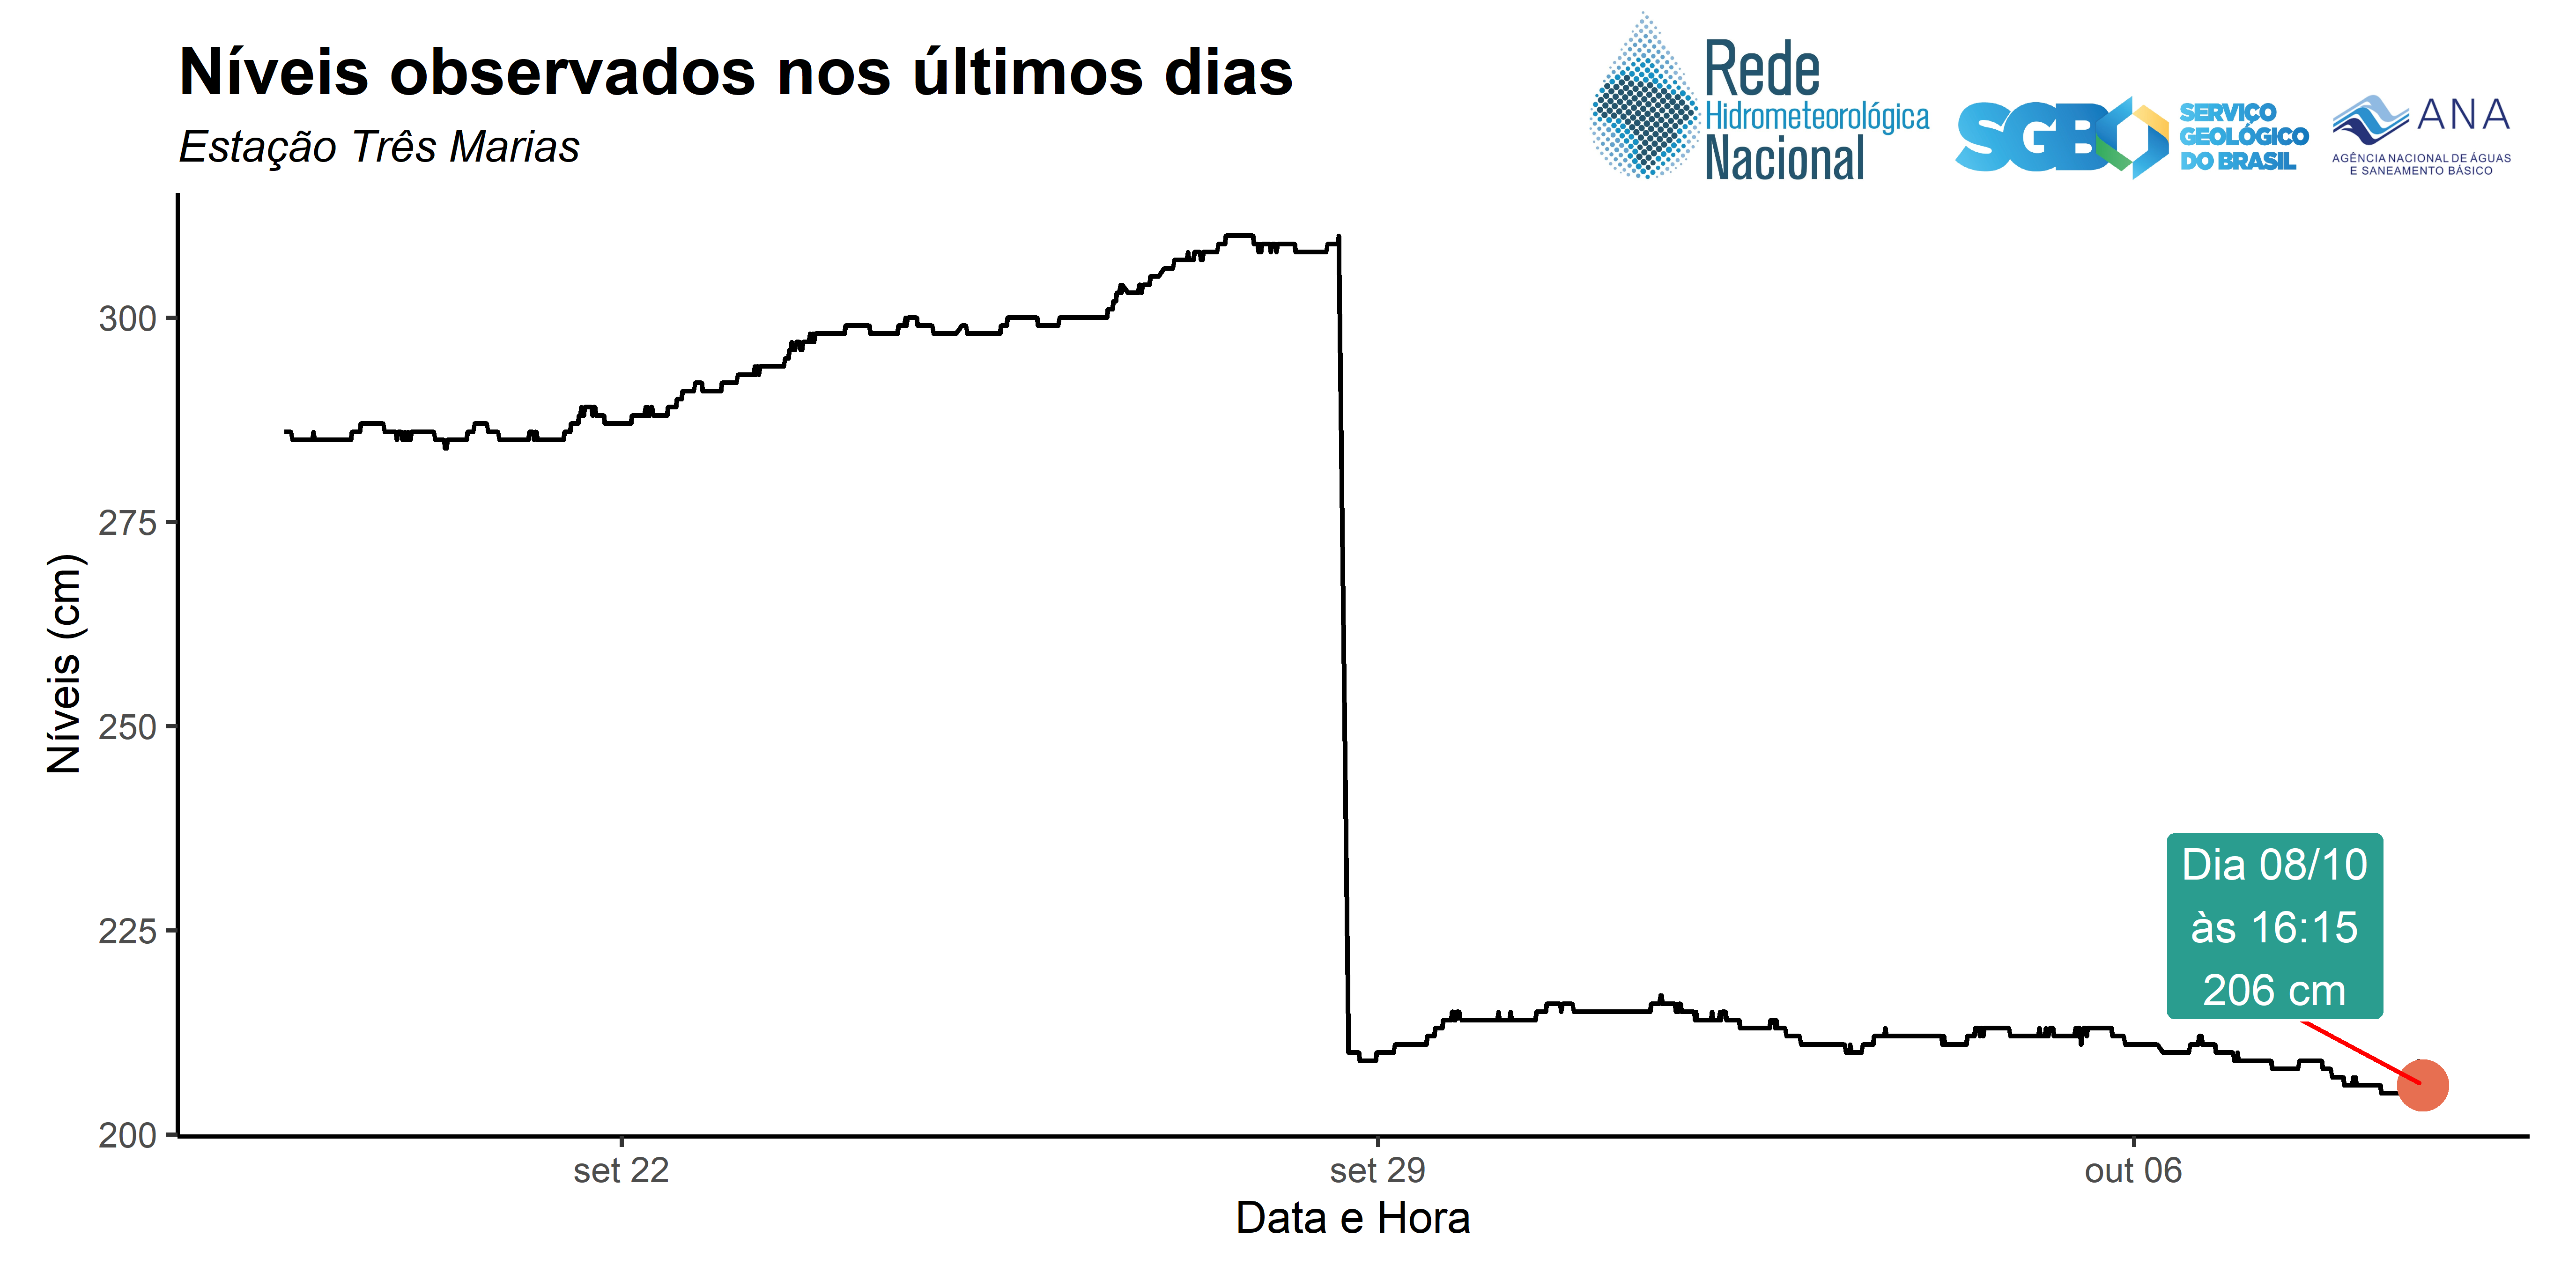 Níveis observados nos últimos dias
Estação Três Marias
Rede
Hidrometeorológica
Nacional
SGB
SERVIÇO
GEOLÓGICO
DO BRASIL
ANA
AGÊNCIA NACIONAL DE ÁGUAS
E SANEAMENTO BÁSICO
Níveis (cm)
300
275
250
225
200
Dia 08/10
às 16:15
206 cm
set 22
set 29
out 06
Data e Hora